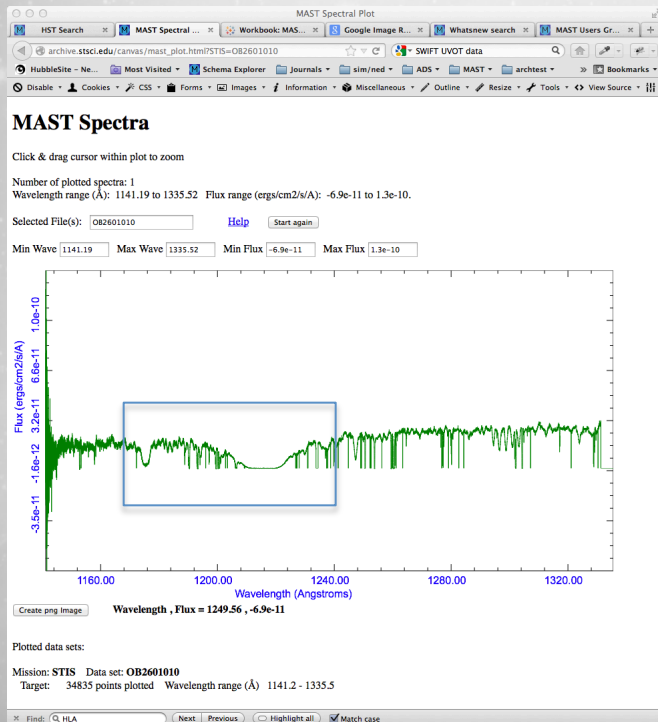 MAST Spectral Plot
HST Search
MAST Spectral ...
Workbook: MAS...
Google Image R...
Whatsnew search
MAST Users Gr...
archive.stsci.edu/canvas/mast_plot.html?STIS=OB2601010
SWIFT UVOT data
HubbleSite - Ne...
Most Visited
Schema Explorer
Journals
sim/ned
ADS
MAST
archtest
»
Bookmarks
Disable
Cookies
CSS
Forms
Images
Information
Miscellaneous
Outline
Resize
Tools
View Source
MAST Spectra
Click & drag cursor within plot to zoom
Number of plotted spectra: 1
Wavelength range (Å): 1141.19 to 1335.52 Flux range (ergs/cm2/s/A): -6.9e-11 to 1.3e-10.
Selected File(s): OB2601010 Help Start again
Min Wave 1141.19 Max Wave 1335.52 Min Flux -6.9e-11 Max Flux 1.3e-10
Flux (ergs/cm2/s/A)
1.0e-10
6.6e-11
3.2e-11
-1.6e-12
-3.5e-11
1160.00 1200.00 1240.00 1280.00 1320.00
Wavelength (Angstroms)
Create png Image Wavelength , Flux = 1249.56 , -6.9e-11
Plotted data sets:
Mission: STIS Data set: OB2601010
Target: 34835 points plotted Wavelength range (Å) 1141.2 - 1335.5
× Find: HLA Next Previous Highlight all Match case